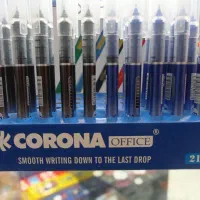 CORONA OFFICE®
SMOOTH WRITING DOWN TO THE LAST DROP